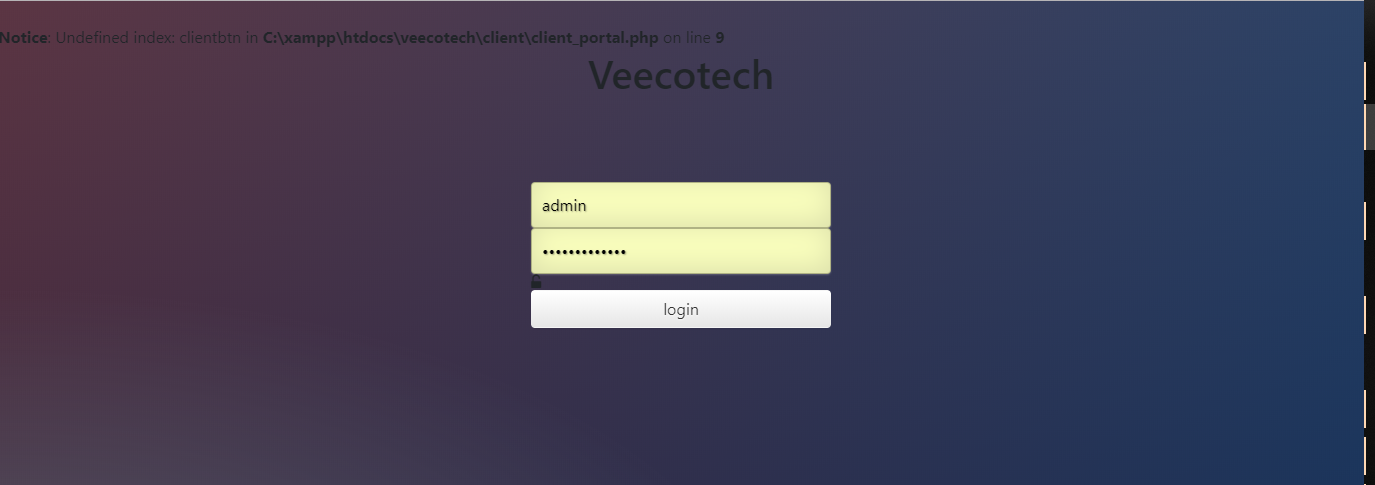 Notice: Undefined index: clientbtn in C:\xampp\htdocs\veecotech\client\client_portal.php on line 9
Veecotech
admin
•••••••••••••
login